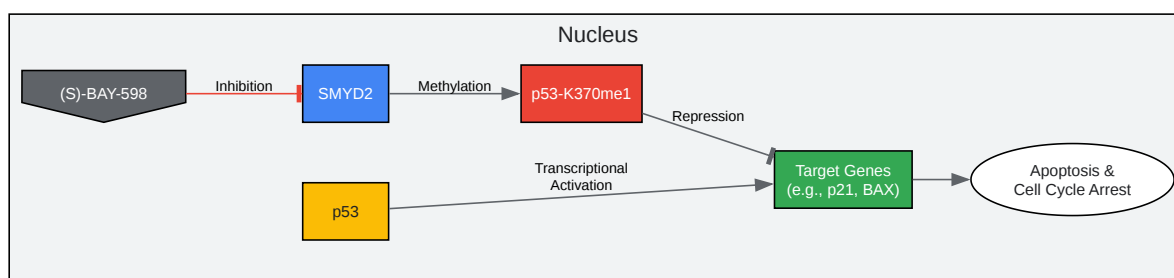 Nucleus
(S)-BAY-598
Inhibition
SMYD2
Methylation
p53-K370me1
Repression
p53
Transcriptional
Activation
Target Genes
(e.g., p21, BAX)
Apoptosis &
Cell Cycle Arrest